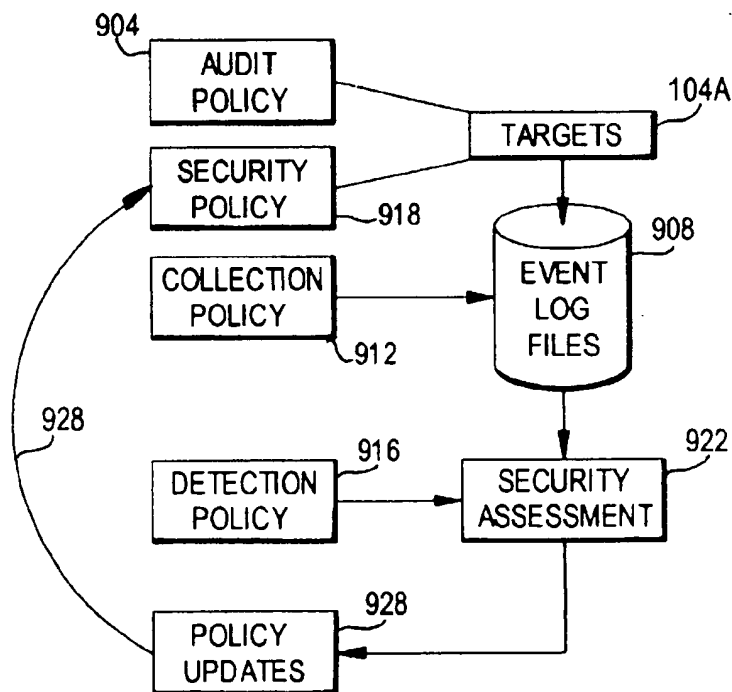 904
AUDIT
POLICY
104A
TARGETS
SECURITY
POLICY
918
908
EVENT
LOG
FILES
COLLECTION
POLICY
912
928
916
DETECTION
POLICY
922
SECURITY
ASSESSMENT
928
POLICY
UPDATES